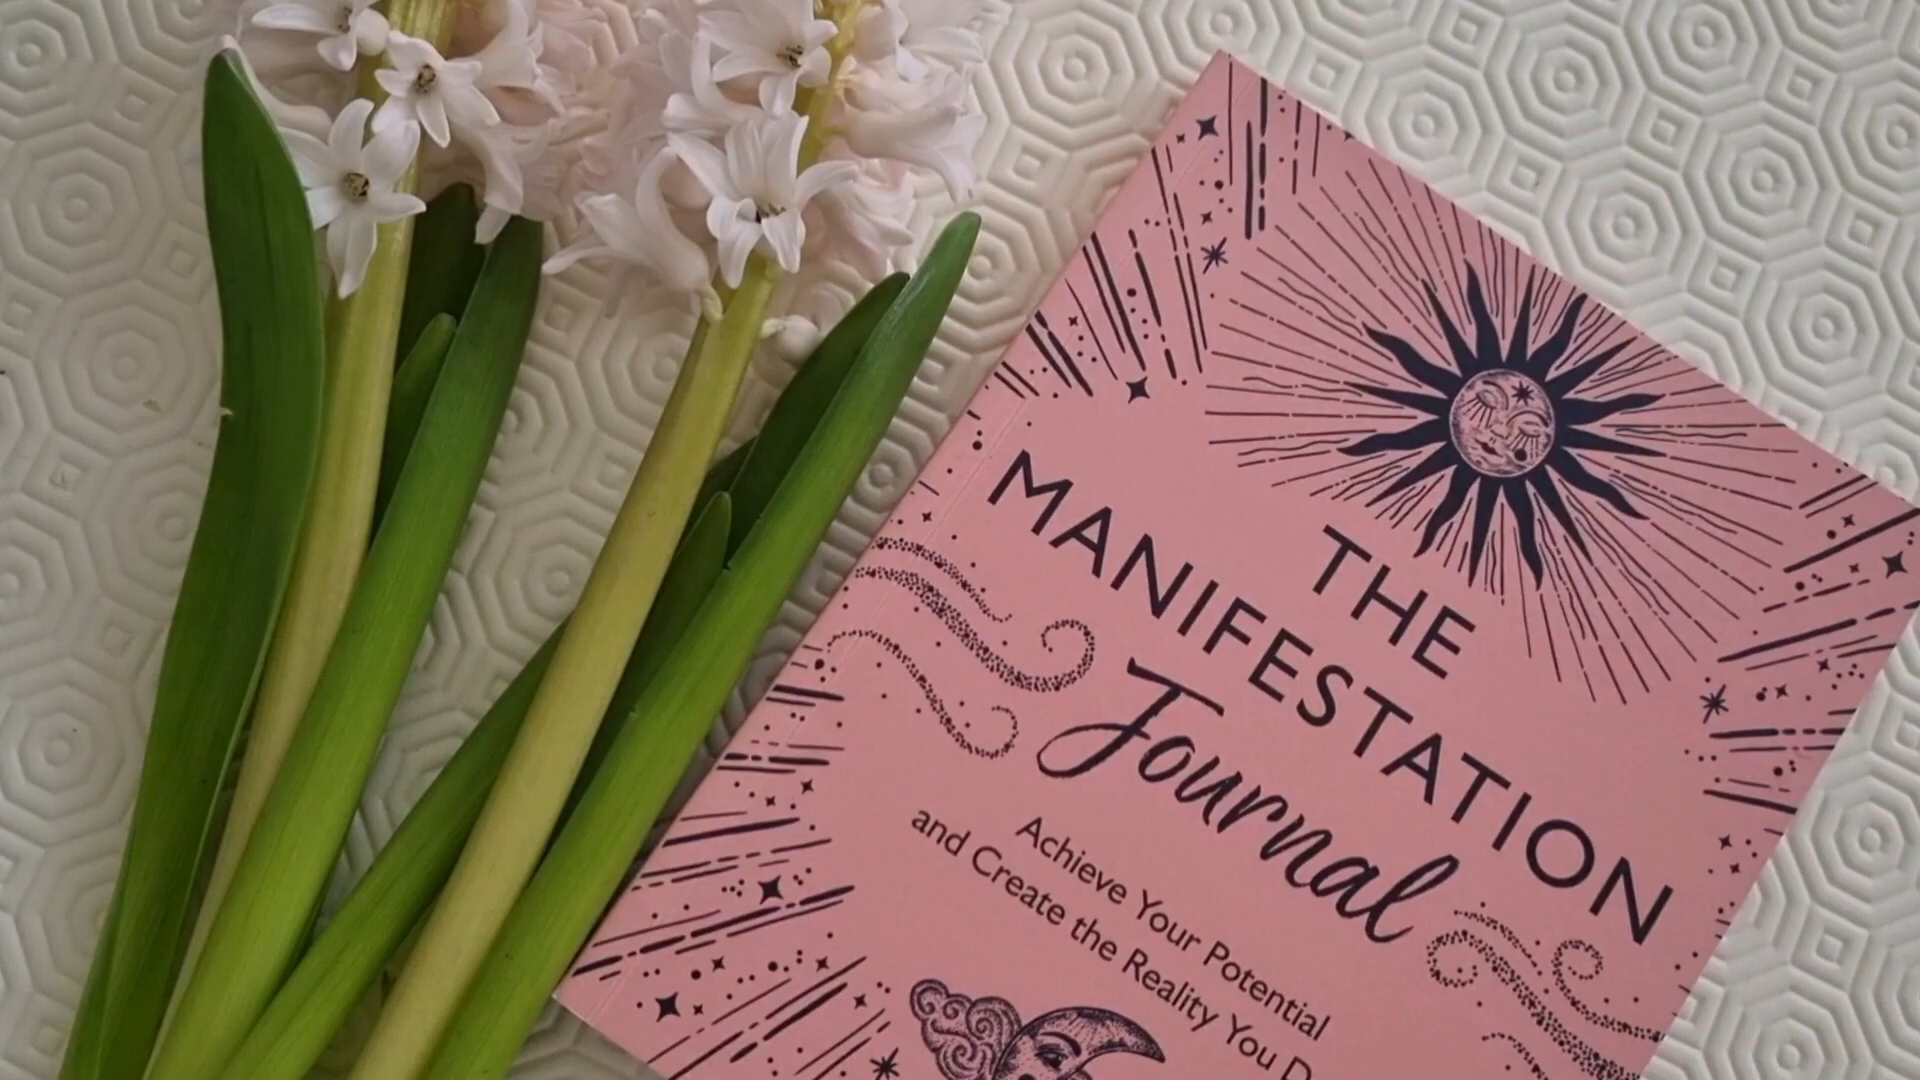 THE
MANIFESTATION
Journal
Achieve Your Potential
and Create the Reality You